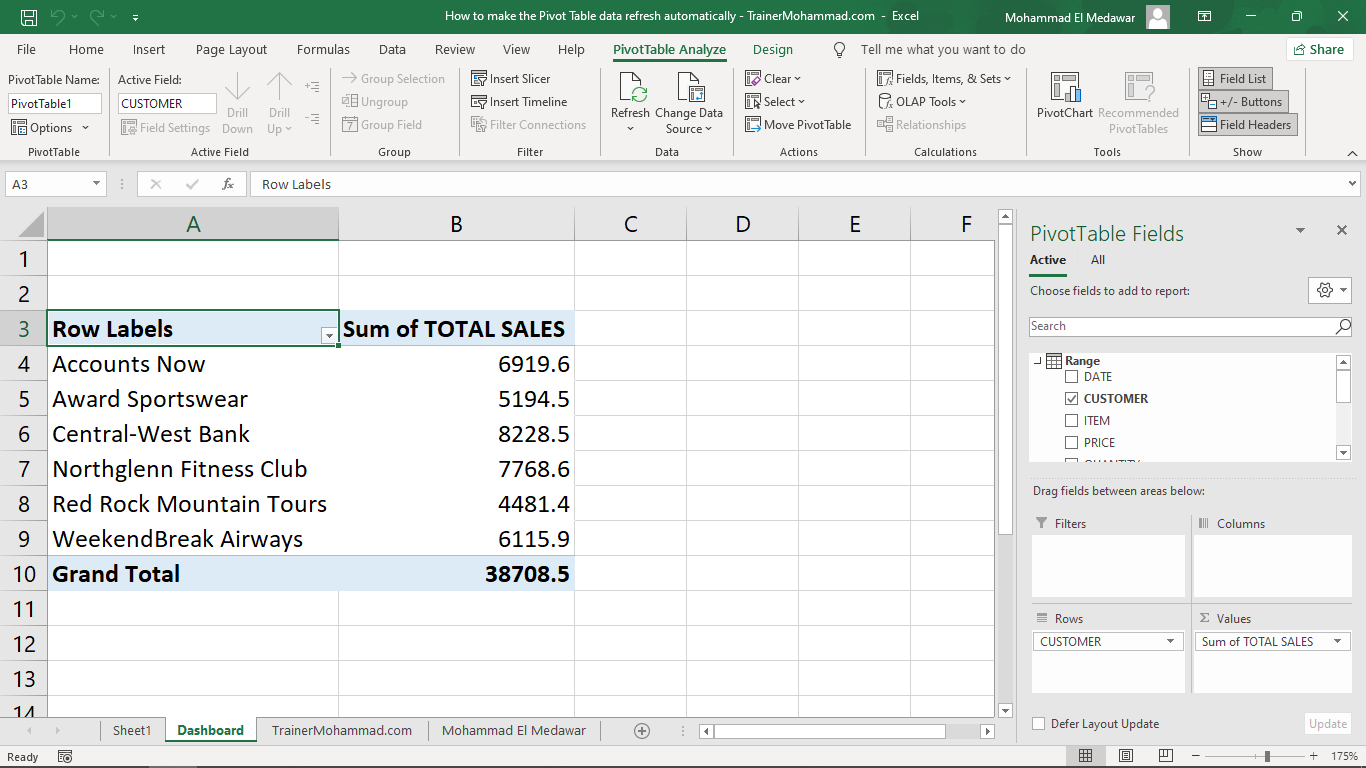 How to make the Pivot Table data refresh automatically - TrainerMohammad.com - Excel
Mohammad El Medawar
File Home Insert Page Layout Formulas Data Review View Help PivotTable Analyze Design Tell me what you want to do Share
PivotTable Name:
PivotTable1
Options
PivotTable
Active Field:
CUSTOMER
Field Settings
Drill Down
Drill Up
Active Field
Group Selection
Ungroup
Group Field
Group
Insert Slicer
Insert Timeline
Filter Connections
Filter
Refresh
Change Data Source
Data
Clear
Select
Move PivotTable
Actions
Fields, Items, & Sets
OLAP Tools
Relationships
Calculations
PivotChart
Recommended PivotTables
Tools
Field List
+/- Buttons
Field Headers
Show
A3
fx
Row Labels
A B C D E F
1
2
3 Row Labels Sum of TOTAL SALES
4 Accounts Now 6919.6
5 Award Sportswear 5194.5
6 Central-West Bank 8228.5
7 Northglenn Fitness Club 7768.6
8 Red Rock Mountain Tours 4481.4
9 WeekendBreak Airways 6115.9
10 Grand Total 38708.5
11
12
13
14
PivotTable Fields
Active All
Choose fields to add to report:
Search
Range
DATE
CUSTOMER
ITEM
PRICE
QUANTITY
Drag fields between areas below:
Filters
Columns
Rows
Σ Values
CUSTOMER
Sum of TOTAL SALES
Defer Layout Update
Update
Sheet1 Dashboard TrainerMohammad.com Mohammad El Medawar
Ready
175%